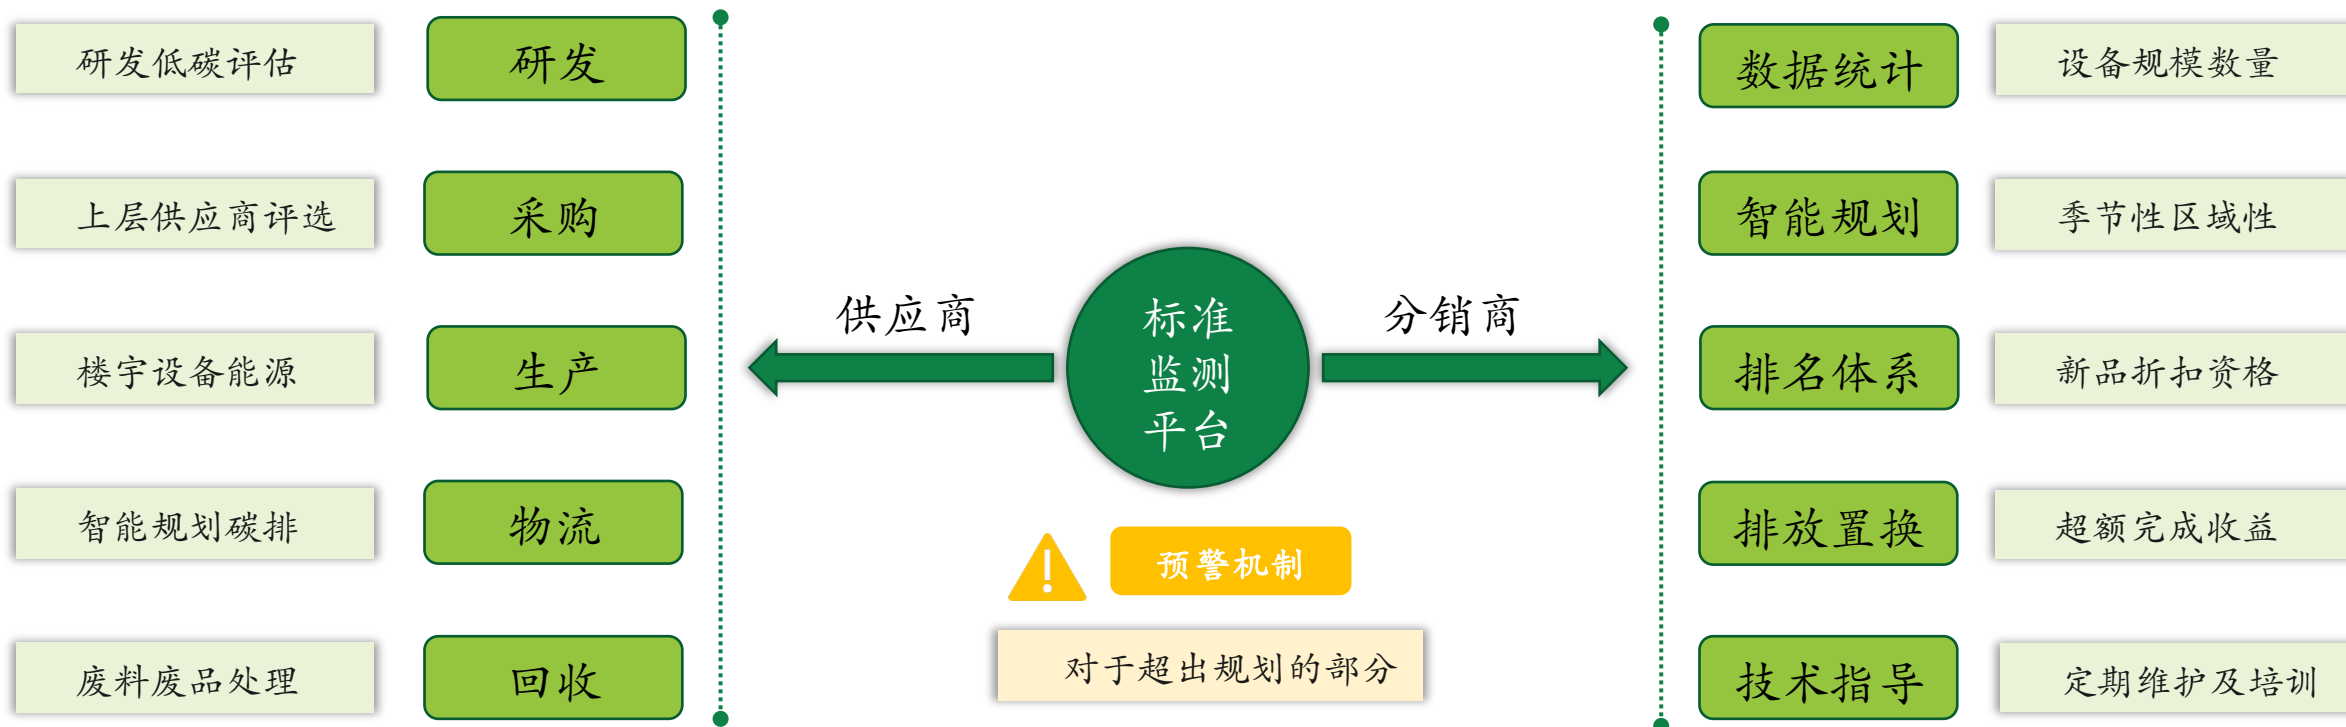 研发低碳评估
研发
上层供应商评选
采购
楼宇设备能源
生产
智能规划碳排
物流
废料废品处理
回收
供应商
标准
监测
平台
分销商
预警机制
对于超出规划的部分
数据统计
设备规模数量
智能规划
季节性区域性
排名体系
新品折扣资格
排放置换
超额完成收益
技术指导
定期维护及培训